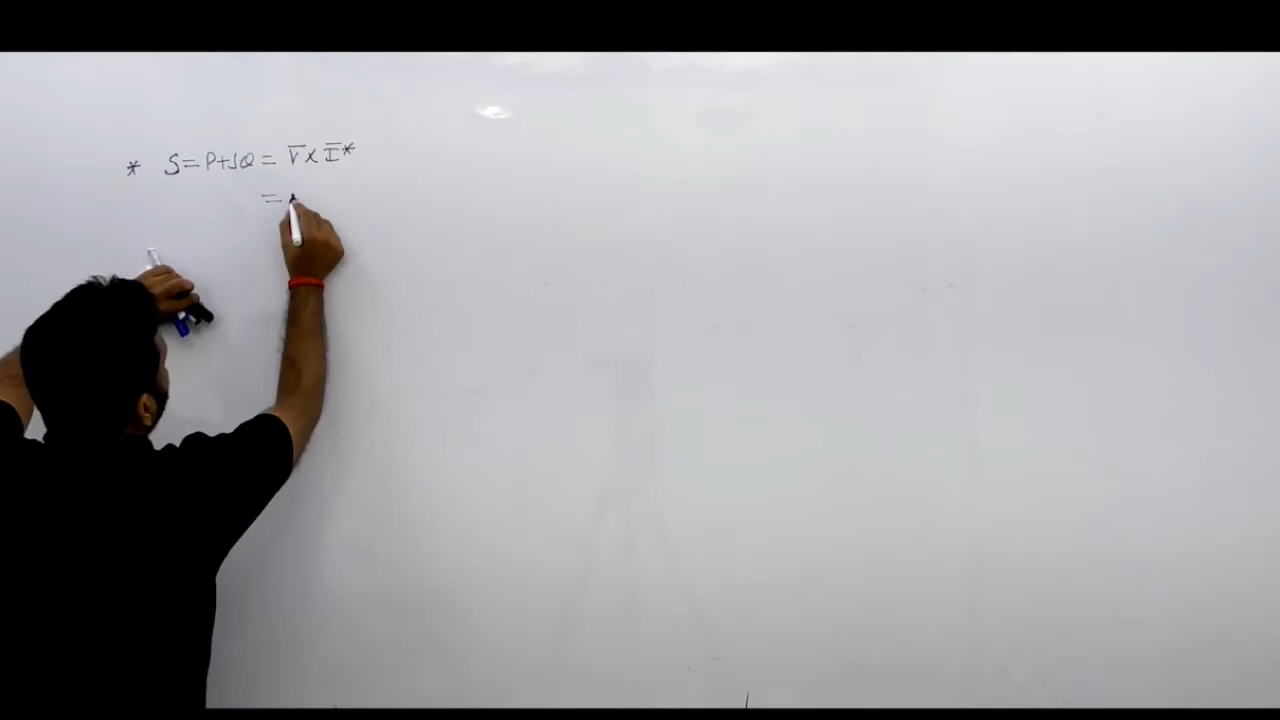 * S=P+JQ = V̅ x I̅*
=